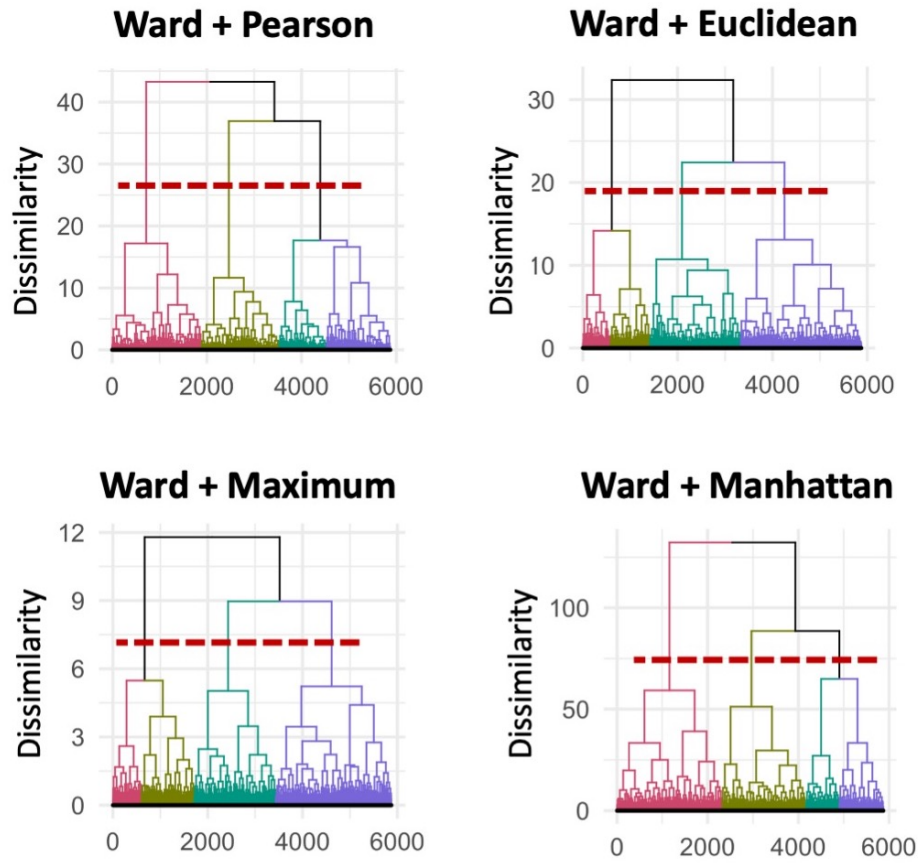 Ward + Pearson
Ward + Euclidean
Dissimilarity
40
30
20
10
0
0 2000 4000 6000
Dissimilarity
30
20
10
0
0 2000 4000 6000
Ward + Maximum
Ward + Manhattan
Dissimilarity
12
9
6
3
0
0 2000 4000 6000
Dissimilarity
100
50
0
0 2000 4000 6000